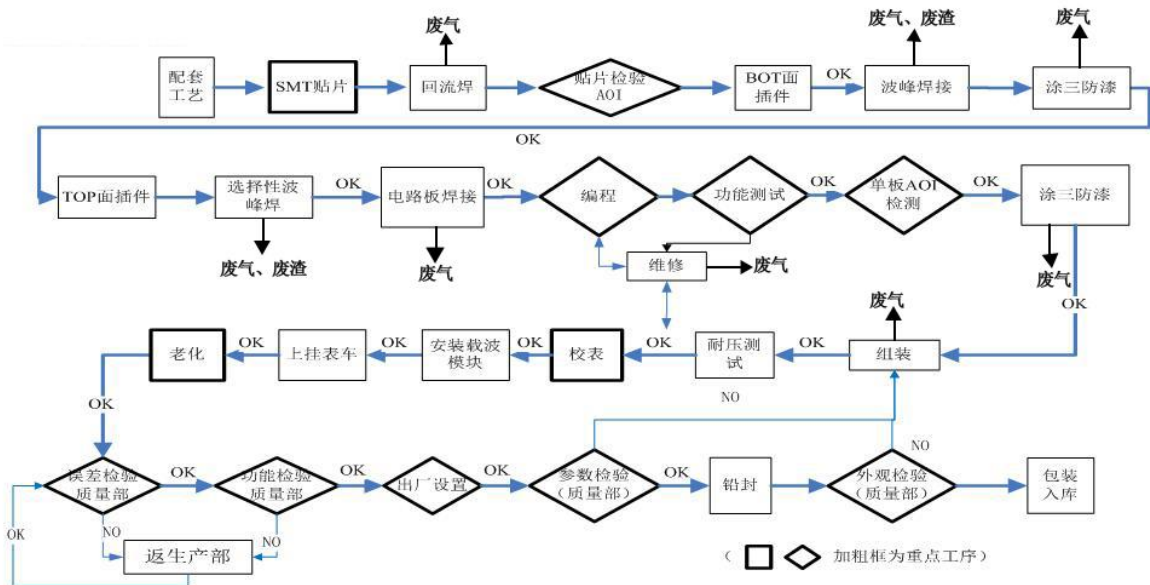 废气
废气、废渣
废气
配套
工艺
SMT贴片
回流焊
贴片检验
AOI
BOT面
插件
OK
波峰焊接
涂三防漆
OK
TOP面插件
选择性波
峰焊
OK
电路板焊接
OK
编程
功能测试
OK
单板AOI
检测
OK
涂三防漆
废气、废渣
废气
维修
废气
废气
OK
废气
老化
OK
上挂表车
OK
安装载波
模块
OK
校表
OK
耐压测
试
OK
组装
OK
NO
误差检验
质量部
OK
功能检验
质量部
OK
出厂设置
OK
参数检验
(质量部)
OK
铅封
外观检验
(质量部)
NO
包装
入库
OK
NO
返生产部
NO
( 加粗框为重点工序)